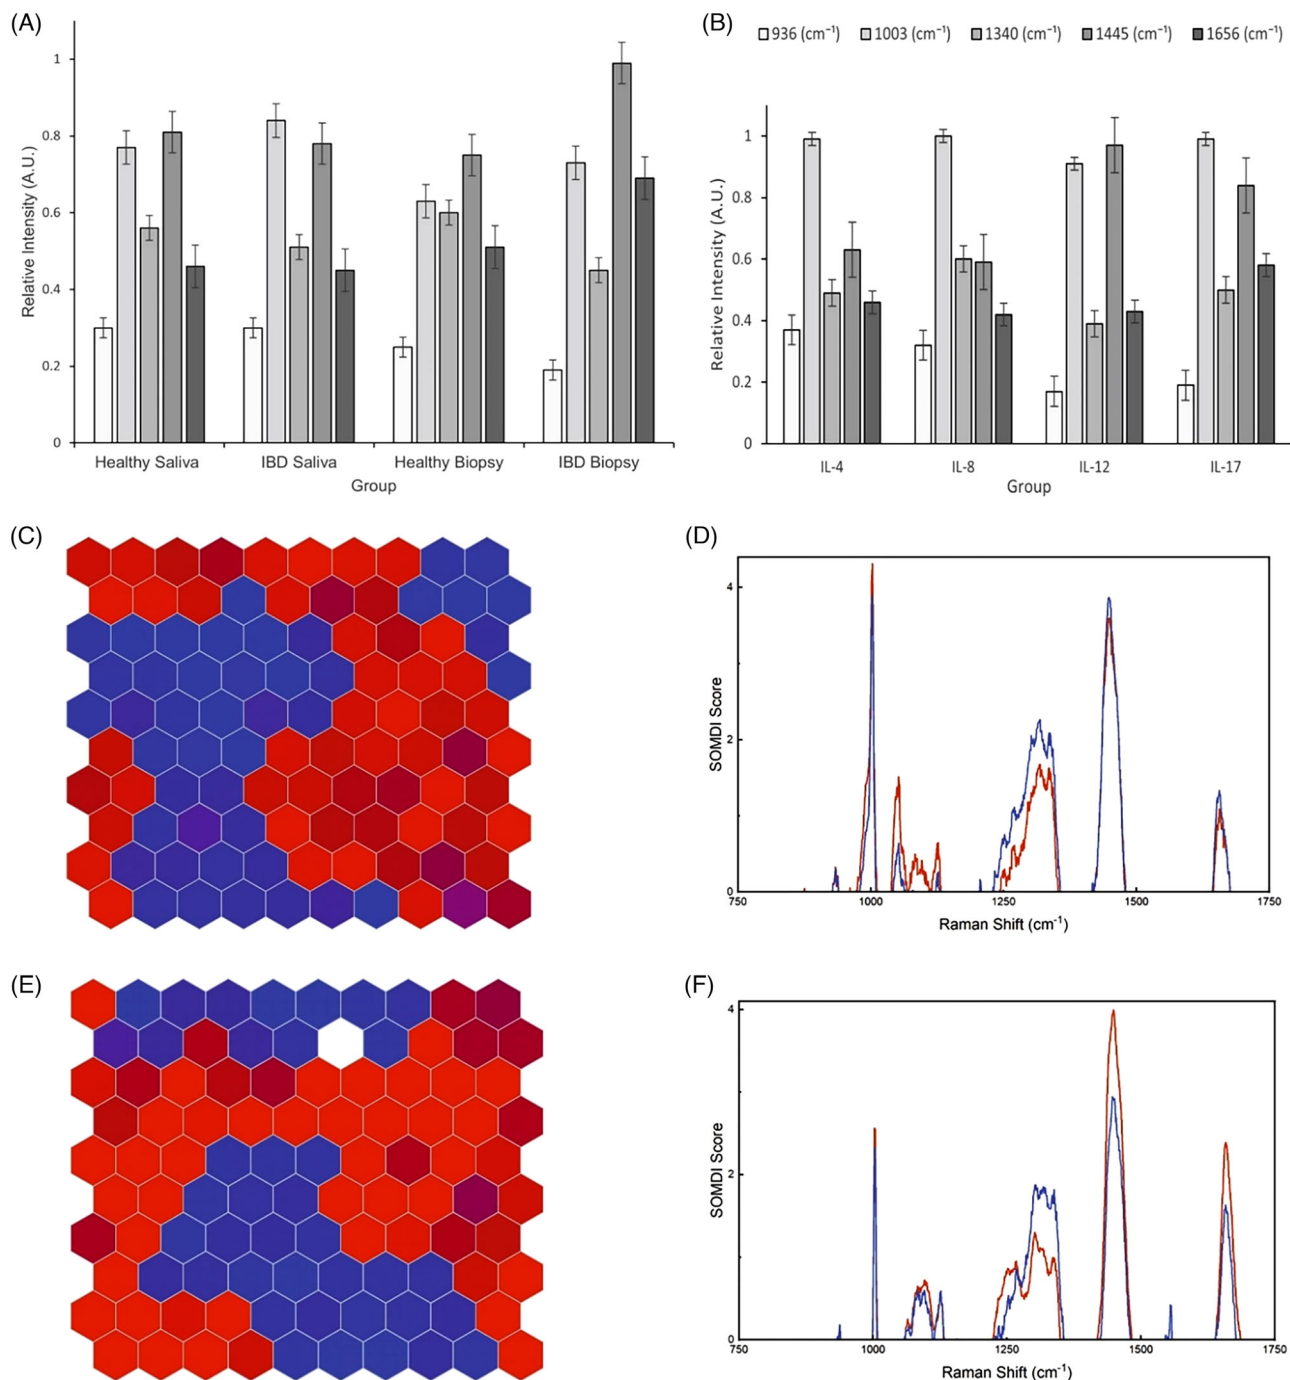 (A)
1
0.8
0.6
0.4
0.2
0
Relative Intensity (A.U.)
Healthy Saliva IBD Saliva Healthy Biopsy IBD Biopsy
Group
(B)
936 (cm⁻¹) 1003 (cm⁻¹) 1340 (cm⁻¹) 1445 (cm⁻¹) 1656 (cm⁻¹)
1
0.8
0.6
0.4
0.2
0
Relative Intensity (A.U.)
IL-4 IL-8 IL-12 IL-17
Group
(C)
(D)
4
2
0
SOMDI Score
750 1000 1250 1500 1750
Raman Shift (cm⁻¹)
(E)
(F)
4
2
0
SOMDI Score
750 1000 1250 1500 1750
Raman Shift (cm⁻¹)